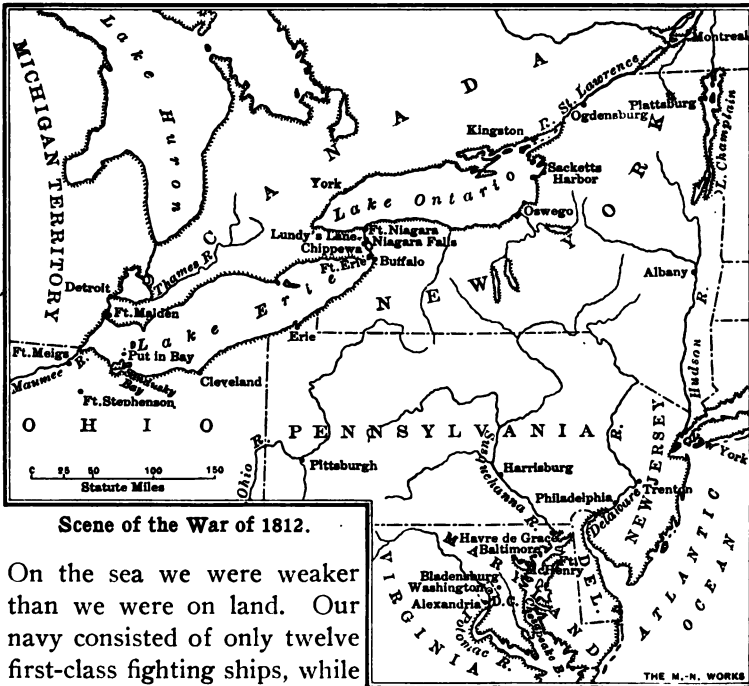 MICHIGAN TERRITORY
Lake Huron
CANADA
Montreal
r. St. Lawrence
Plattsburg
L. Champlain
Ogdensburg
Kingston
Sacketts
Harbor
York
Lake Ontario
Oswego
Lundy's Lane
Ft. Niagara
Chippewa
Niagara Falls
Ft. Erie
Buffalo
NEW YORK
Albany
Hudson R.
Thames R.
Detroit
Ft. Malden
Lake Erie
Erie
Ft. Meigs
Put in Bay
Maumee R.
Sandusky
Bay
Cleveland
Ft. Stephenson
OHIO
PENNSYLVANIA
Ohio R.
Pittsburgh
Susquehanna R.
Harrisburg
NEW JERSEY
New York
Trenton
Philadelphia
Delaware R.
0 25 50 100 150
Statute Miles
ATLANTIC
OCEAN
MARYLAND
Havre de Grace
Baltimore
Ft.
McHenry
DEL.
Bladensburg
Washington
D.C.
Alexandria
Potomac R.
Chesapeake B.
VIRGINIA
THE M.-N. WORKS
Scene of the War of 1812.
On the sea we were weaker
than we were on land. Our
navy consisted of only twelve
first-class fighting ships, while